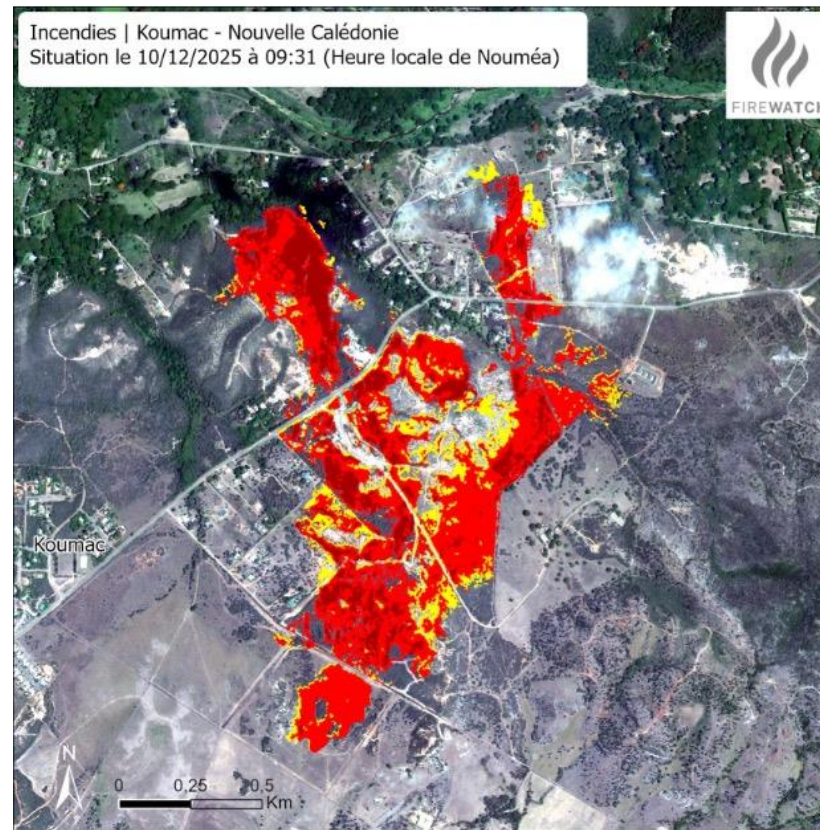 Incendies | Koumac - Nouvelle Calédonie
Situation le 10/12/2025 à 09:31 (Heure locale de Nouméa)
FIREWATCH
Koumac
N
0 0,25 0,5
Km